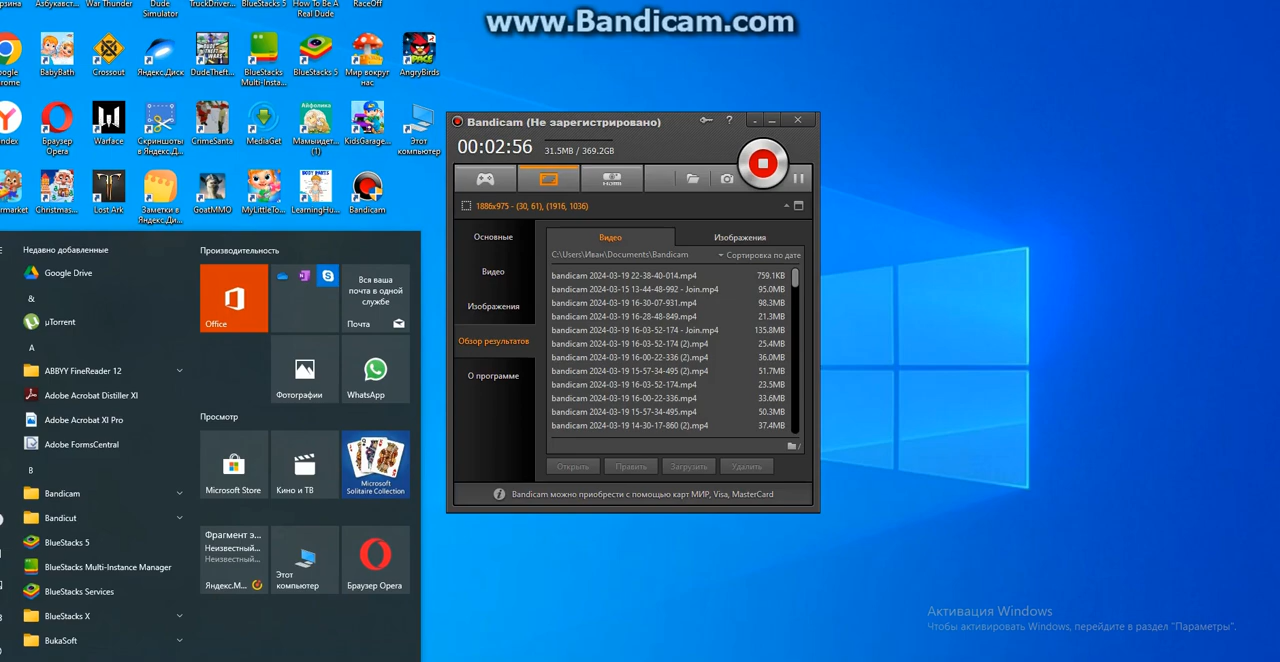 www.Bandicam.com
орзина
Азбукавст...
War Thunder
Dude Simulator
TruckDriver...
BlueStacks 5
How To Be A Real Dude
RaceOff
oogle
rome
BabyBath
Crossout
Яндекс.Диск
DudeTheft...
BlueStacks Multi-Insta...
BlueStacks 5
Мир вокруг нас
AngryBirds
ndex
Браузер Opera
Warface
Скриншоты в Яндекс.Д...
CrimeSanta
MediaGet
Айфолика
Мамыидет... (1)
KidsGarage...
Этот компьютер
rmarket
Christmas...
Lost Ark
Заметки в Яндекс.Ди...
GoatMMO
MyLittleTo...
BODY PARTS
LearningHu...
Bandicam
Недавно добавленные
Google Drive
&
µTorrent
A
ABBYY FineReader 12
Adobe Acrobat Distiller XI
Adobe Acrobat XI Pro
Adobe FormsCentral
B
Bandicam
Bandicut
BlueStacks 5
BlueStacks Multi-Instance Manager
BlueStacks Services
BlueStacks X
BukaSoft
Производительность
Office
Вся ваша
почта в одной
службе
Почта
Фотографии
WhatsApp
Просмотр
Microsoft Store
Кино и ТВ
Microsoft
Solitaire Collection
Фрагмент э...
Неизвестный...
Неизвестный...
Яндекс.М...
Этот
компьютер
Браузер Opera
Bandicam (Не зарегистрировано)
?
00:02:56
31.5MB / 369.2GB
HDMI
1886x975 - (30, 61), (1916, 1036)
Основные
Видео
Изображения
Обзор результатов
О программе
Видео
Изображения
C:\Users\Иван\Documents\Bandicam
Сортировка по дате
bandicam 2024-03-19 22-38-40-014.mp4 759.1KB
bandicam 2024-03-15 13-44-48-992 - Join.mp4 95.0MB
bandicam 2024-03-19 16-30-07-931.mp4 98.3MB
bandicam 2024-03-19 16-28-48-849.mp4 21.3MB
bandicam 2024-03-19 16-03-52-174 - Join.mp4 135.8MB
bandicam 2024-03-19 16-03-52-174 (2).mp4 25.4MB
bandicam 2024-03-19 16-00-22-336 (2).mp4 36.0MB
bandicam 2024-03-19 15-57-34-495 (2).mp4 51.7MB
bandicam 2024-03-19 16-03-52-174.mp4 23.5MB
bandicam 2024-03-19 16-00-22-336.mp4 33.6MB
bandicam 2024-03-19 15-57-34-495.mp4 50.3MB
bandicam 2024-03-19 14-30-17-860 (2).mp4 37.4MB
Открыть
Править
Загрузить
Удалить
Bandicam можно приобрести с помощью карт МИР, Visa, MasterCard
Активация Windows
Чтобы активировать Windows, перейдите в раздел "Параметры".